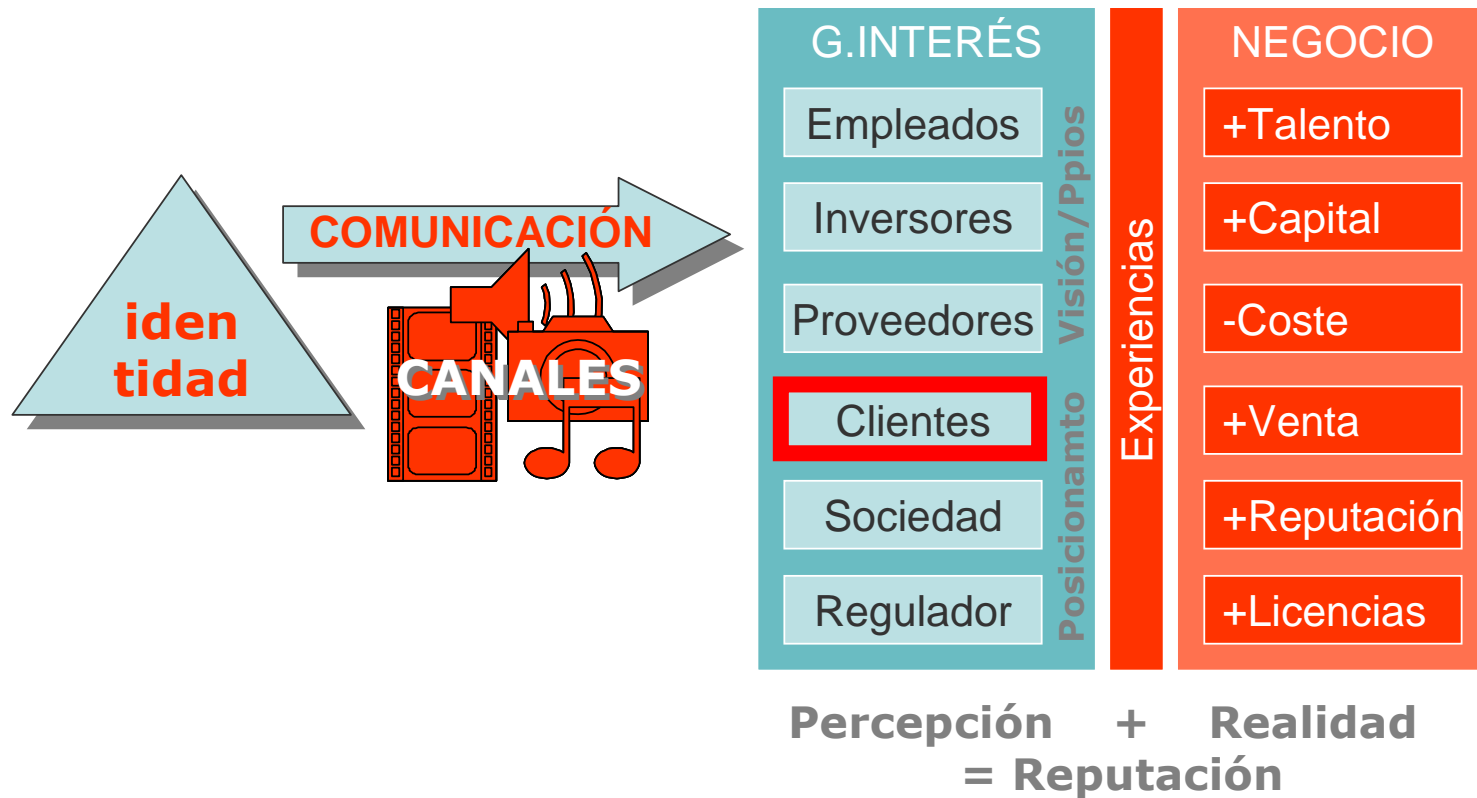 iden
tidad
COMUNICACIÓN
CANALES
G.INTERÉS
Empleados
Inversores
Proveedores
Clientes
Sociedad
Regulador
Posicionamto Visión/Ppios
Experiencias
NEGOCIO
+Talento
+Capital
-Coste
+Venta
+Reputación
+Licencias
Percepción + Realidad
= Reputación